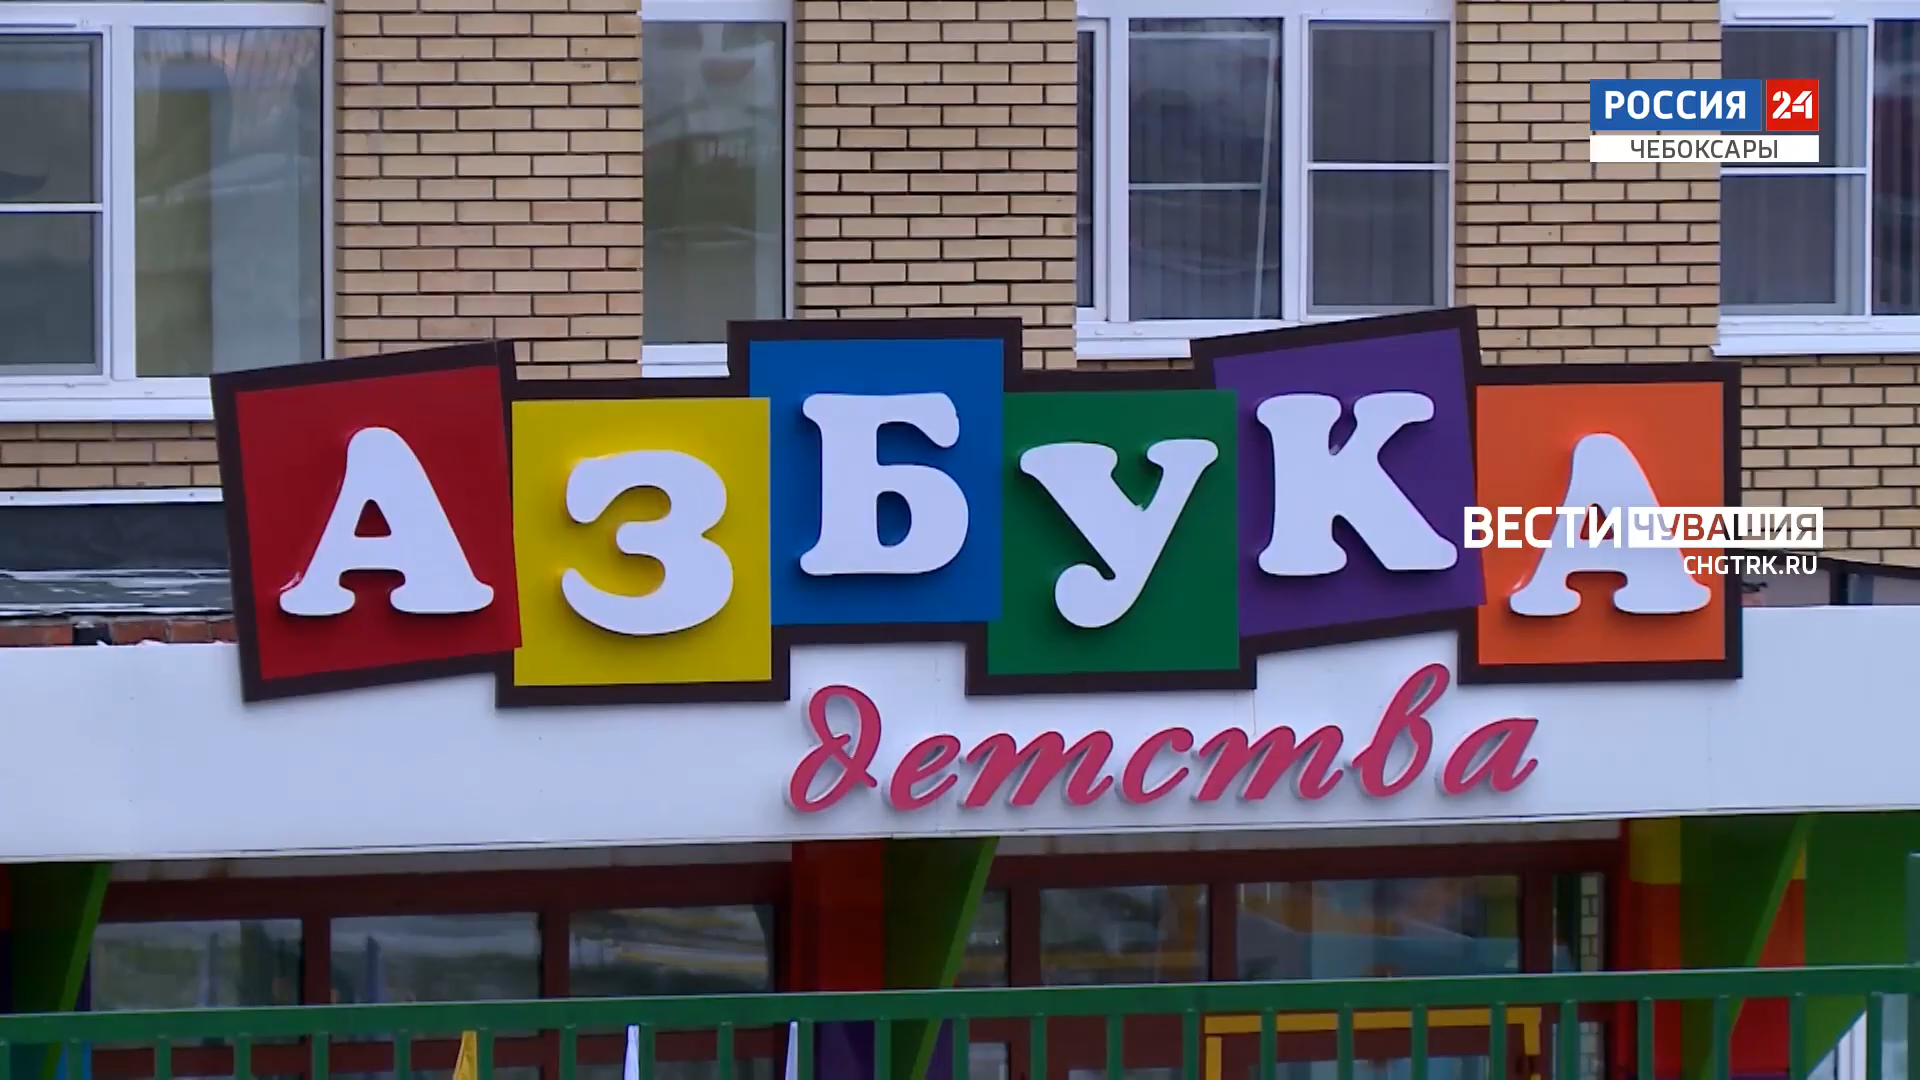 РОССИЯ 24
ЧЕБОКСАРЫ
АЗБУКА
ВЕСТИ ЧУВАШИЯ
CHGTRK.RU
детства